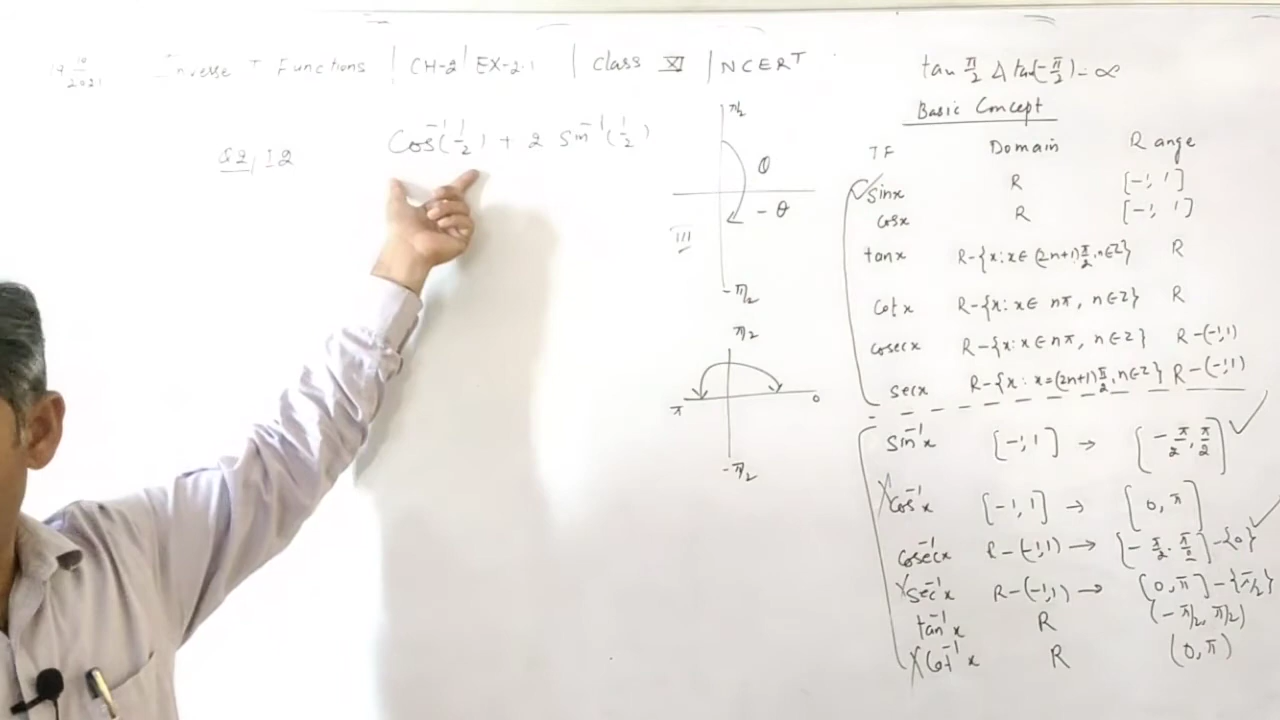 19 10/2021 Inverse T Functions | CH-2 | EX-2.1 | Class XI | NCERT
Q2, 12 Cos⁻¹(1/2) + 2 Sin⁻¹(1/2)
π/2
θ
-θ
III
-π/2
π/2
π 0
-π/2
tan π/2 Δ tan(-π/2) = ∞
Basic Concept
TF Domain Range
sinx R [-1, 1]
cosx R [-1, 1]
tanx R-{x: x∈ (2n+1)π/2, n∈Z} R
Cotx R-{x: x∈ nπ, n∈Z} R
cosecx R-{x: x∈nπ, n∈Z} R-(-1,1)
secx R-{x: x=(2n+1)π/2, n∈Z} R-(-1,1)
Sin⁻¹x [-1,1] → [-π/2, π/2]
Cos⁻¹x [-1,1] → [0, π]
Cosec⁻¹x R-(-1,1) → [-π/2, π/2]-{0}
Sec⁻¹x R-(-1,1) → [0, π]-{π/2}
tan⁻¹x R (-π/2, π/2)
Cot⁻¹x R (0, π)